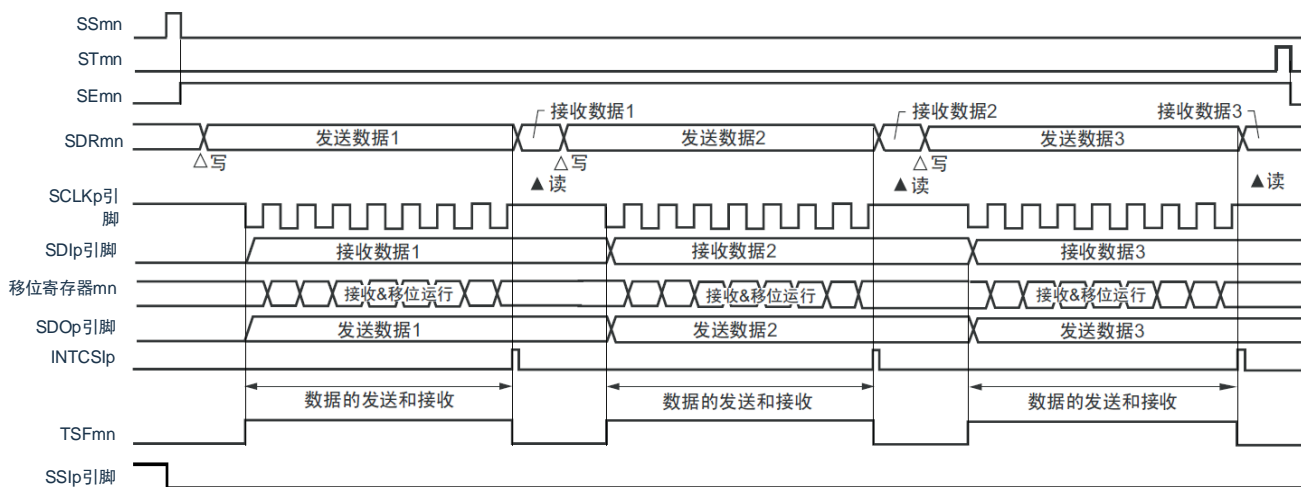 SSmn
STmn
SEmn
接收数据1
接收数据2
接收数据3
SDRmn
发送数据1
发送数据2
发送数据3
△写
△写
△写
▲读
▲读
▲读
SCLKp引
脚
SDIp引脚
接收数据1
接收数据2
接收数据3
移位寄存器mn
接收&移位运行
接收&移位运行
接收&移位运行
SDOp引脚
发送数据1
发送数据2
发送数据3
INTCSIp
数据的发送和接收
数据的发送和接收
数据的发送和接收
TSFmn
SSIp引脚